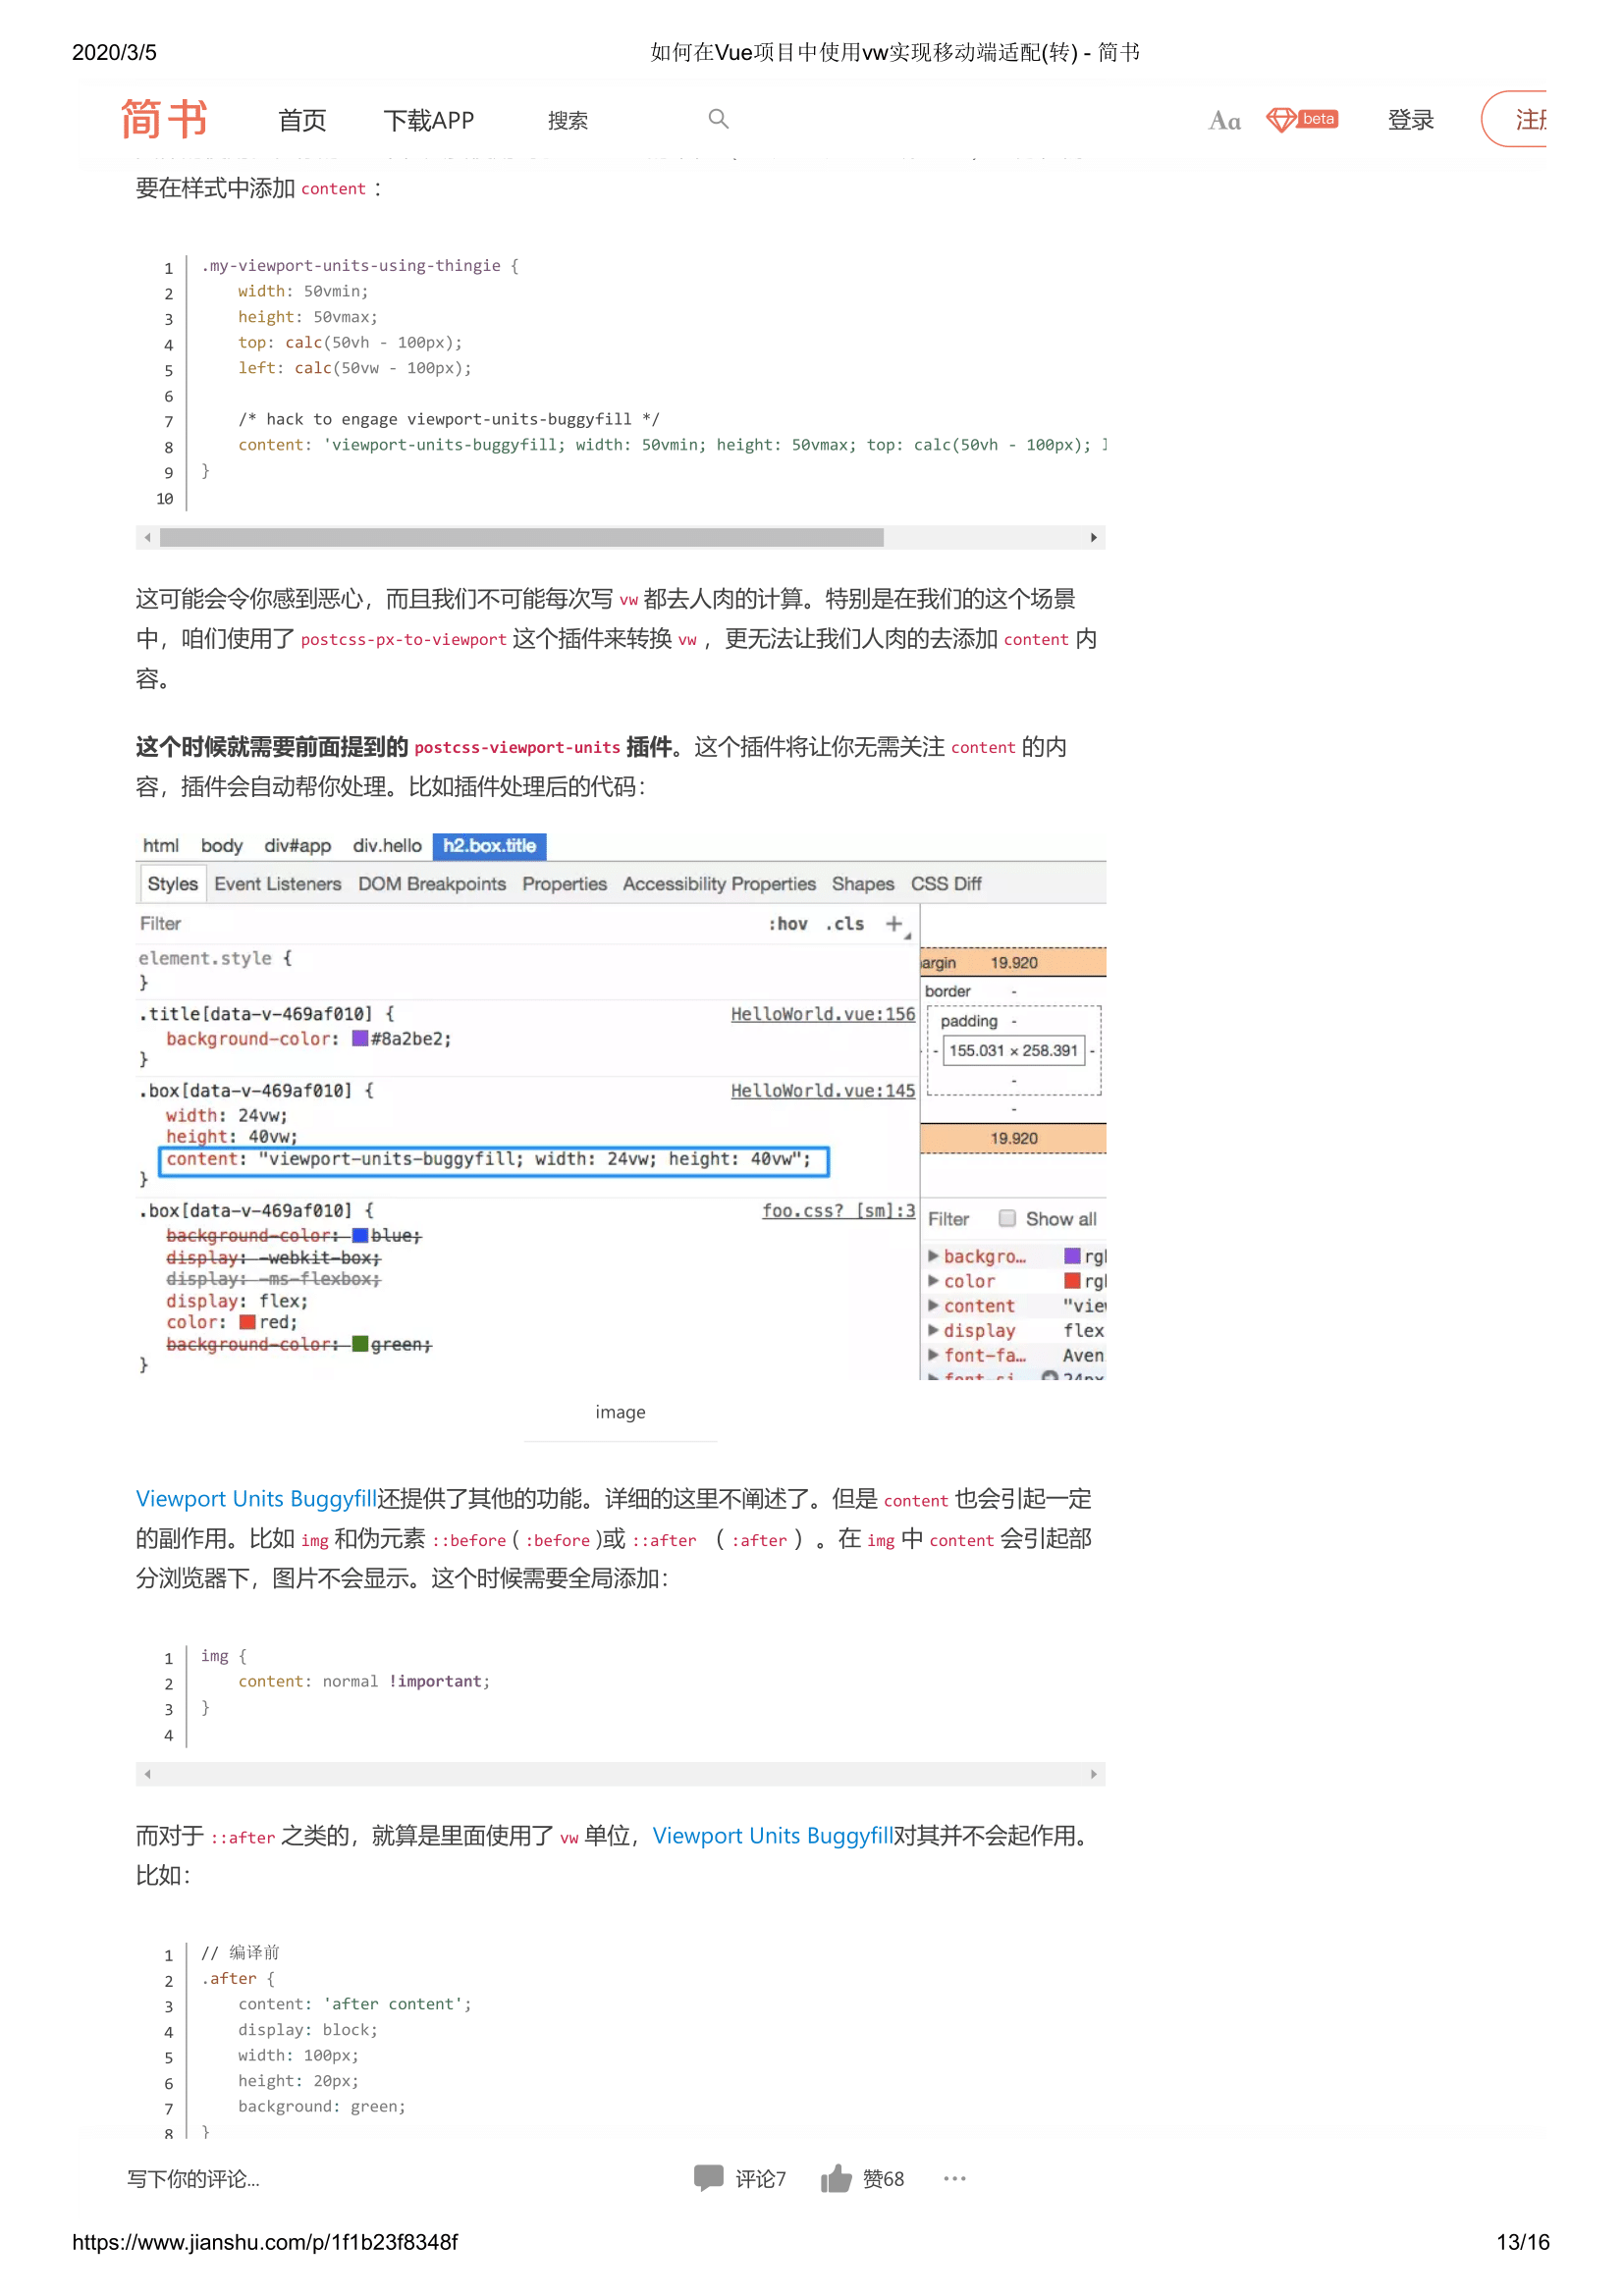 2020/3/5
如何在Vue项目中使用vw实现移动端适配(转) - 简书
简书 首页 下载APP 搜索 Aa beta 登录
要在样式中添加 content ：
1 .my-viewport-units-using-thingie {
2 width: 50vmin;
3 height: 50vmax;
4 top: calc(50vh - 100px);
5 left: calc(50vw - 100px);
6
7 /* hack to engage viewport-units-buggyfill */
8 content: 'viewport-units-buggyfill; width: 50vmin; height: 50vmax; top: calc(50vh - 100px);
9 }
10
这可能会令你感到恶心，而且我们不可能每次写 vw 都去人肉的计算。特别是在我们的这个场景
中，咱们使用了 postcss-px-to-viewport 这个插件来转换 vw ，更无法让我们人肉的去添加 content 内
容。
这个时候就需要前面提到的 postcss-viewport-units 插件。这个插件将让你无需关注 content 的内
容，插件会自动帮你处理。比如插件处理后的代码：
html body div#app div.hello h2.box.title
Styles Event Listeners DOM Breakpoints Properties Accessibility Properties Shapes CSS Diff
Filter :hov .cls +
element.style {
}
.title[data-v-469af010] { HelloWorld.vue:156
background-color: #8a2be2;
}
.box[data-v-469af010] { HelloWorld.vue:145
width: 24vw;
height: 40vw;
content: "viewport-units-buggyfill; width: 24vw; height: 40vw";
}
.box[data-v-469af010] { foo.css? [sm]:3
background-color: blue;
display: -webkit-box;
display: -ms-flexbox;
display: flex;
color: red;
background-color: green;
}
19.920
border -
padding -
- 155.031 × 258.391 -
-
-
19.920
Filter Show all
backgro…
color
content
display flex
font-fa… Aven
image
Viewport Units Buggyfill还提供了其他的功能。详细的这里不阐述了。但是 content 也会引起一定
的副作用。比如 img 和伪元素 ::before ( :before )或 ::after （ :after ）。在 img 中 content 会引起部
分浏览器下，图片不会显示。这个时候需要全局添加：
1 img {
2 content: normal !important;
3 }
4
而对于 ::after 之类的，就算是里面使用了 vw 单位，Viewport Units Buggyfill对其并不会起作用。
比如：
1 // 编译前
2 .after {
3 content: 'after content';
4 display: block;
5 width: 100px;
6 height: 20px;
7 background: green;
8 }
写下你的评论... 评论7 赞68 ...
https://www.jianshu.com/p/1f1b23f8348f
13/16